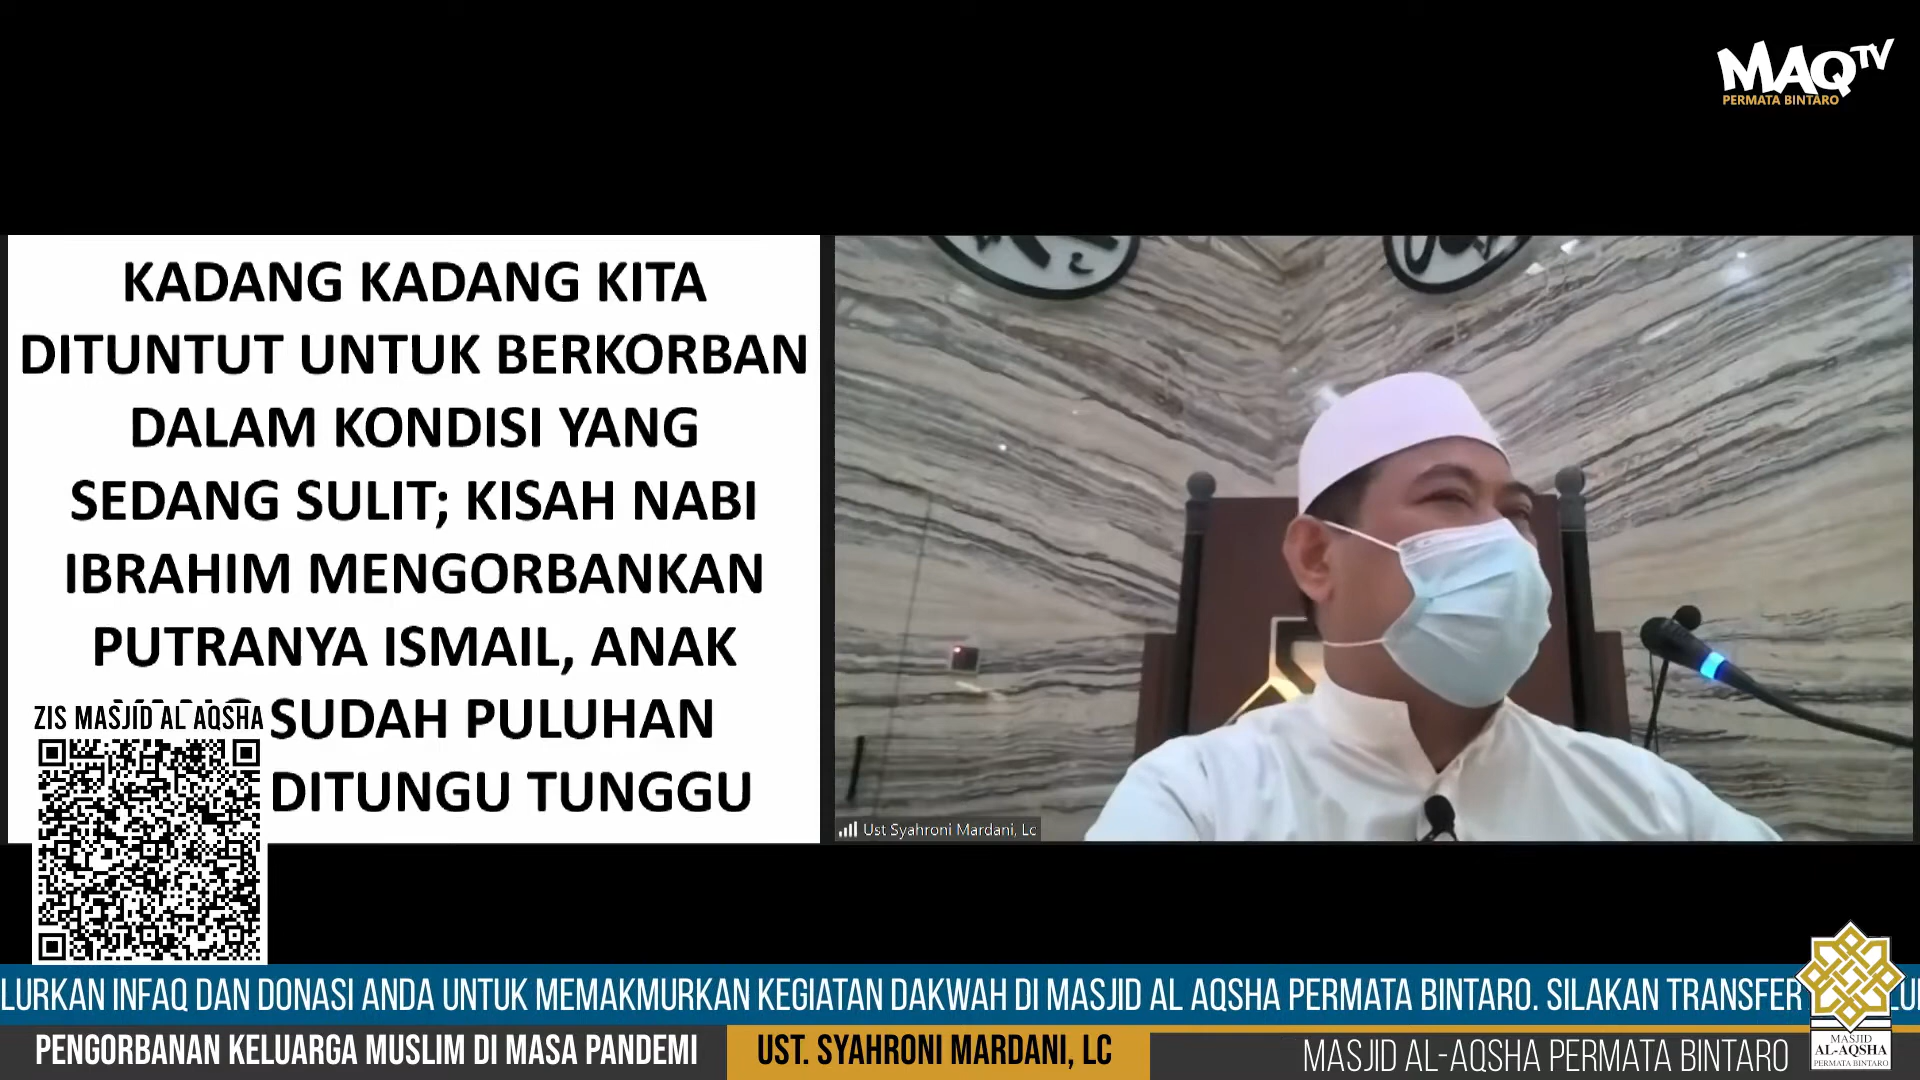 MAQTV
PERMATA BINTARO
KADANG KADANG KITA
DITUNTUT UNTUK BERKORBAN
DALAM KONDISI YANG
SEDANG SULIT; KISAH NABI
IBRAHIM MENGORBANKAN
PUTRANYA ISMAIL, ANAK
SUDAH PULUHAN
DITUNGU TUNGGU
ZIS MASJID AL AQSHA
Ust Syahroni Mardani, Lc
LURKAN INFAQ DAN DONASI ANDA UNTUK MEMAKMURKAN KEGIATAN DAKWAH DI MASJID AL AQSHA PERMATA BINTARO. SILAKAN TRANSFER
PENGORBANAN KELUARGA MUSLIM DI MASA PANDEMI
UST. SYAHRONI MARDANI, LC
MASJID AL-AQSHA PERMATA BINTARO
MASJID
AL-AQSHA
PERMATA BINTARO